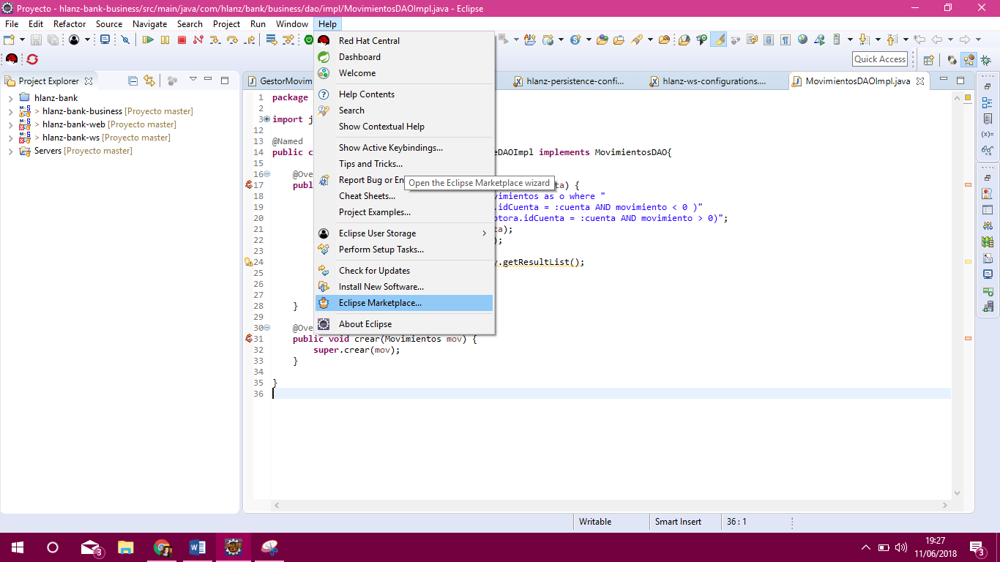 Proyecto - hlanz-bank-business/src/main/java/com/hlanz/bank/business/dao/impl/MovimientosDAOImpl.java - Eclipse
File Edit Refactor Source Navigate Search Project Run Window Help
Quick Access
Project Explorer
hlanz-bank
> hlanz-bank-business [Proyecto master]
> hlanz-bank-web [Proyecto master]
> hlanz-bank-ws [Proyecto master]
Servers [Proyecto master]
Red Hat Central
Dashboard
Welcome
Help Contents
Search
Show Contextual Help
Show Active Keybindings...
Tips and Tricks...
Report Bug or En
Open the Eclipse Marketplace wizard
Cheat Sheets...
Project Examples...
Eclipse User Storage
Perform Setup Tasks...
Check for Updates
Install New Software...
Eclipse Marketplace...
About Eclipse
GestorMovim hlanz-persistence-confi... hlanz-ws-configurations.... MovimientosDAOImpl.java
1 package
2
3 import j
12
13 @Named
14 public c eDAOImpl implements MovimientosDAO{
15
16 @Ove
17 publ ta) {
18 vimientos as o where "
19 .idCuenta = :cuenta AND movimiento < 0 )"
20 ptora.idCuenta = :cuenta AND movimiento > 0)";
21 ta);
22 );
23
24 y.getResultList();
25
26
27
28 }
29
30 @Ove
31 public void crear(Movimientos mov) {
32 super.crear(mov);
33 }
34
35 }
36
Writable Smart Insert 36 : 1
3
19:27
11/06/2018
3